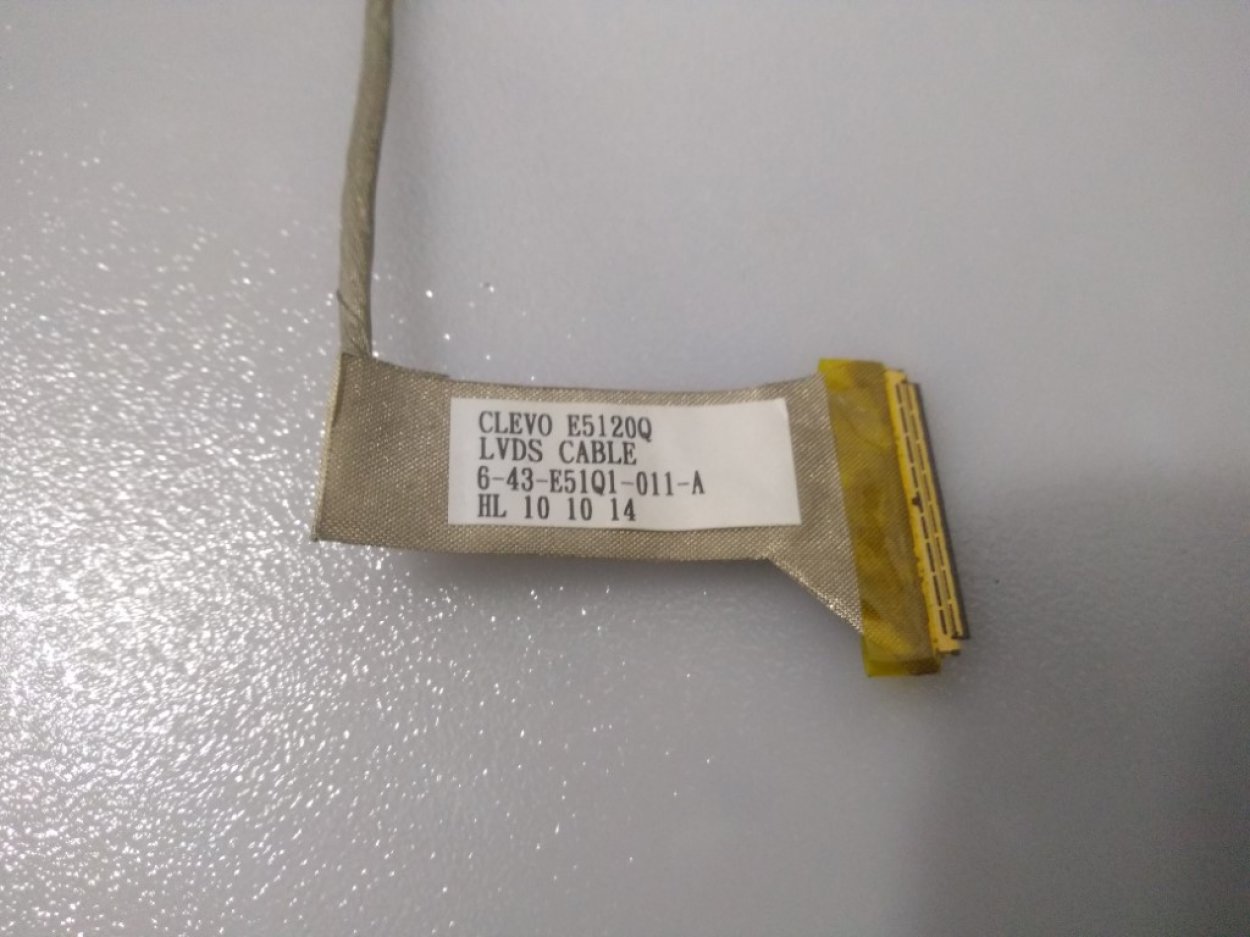 CLEVO E5120Q
LVDS CABLE
6-43-E51Q1-011-A
HL 10 10 14